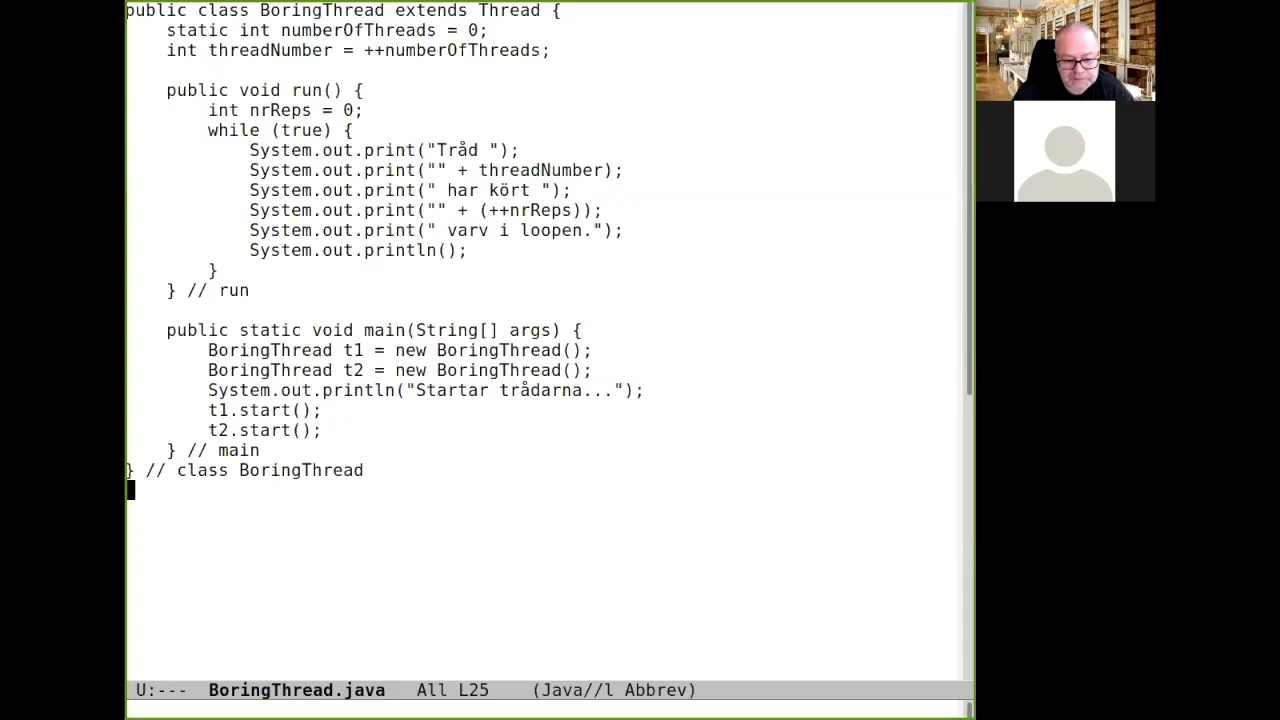 public class BoringThread extends Thread {
    static int numberOfThreads = 0;
    int threadNumber = ++numberOfThreads;

    public void run() {
        int nrReps = 0;
        while (true) {
            System.out.print("Tråd ");
            System.out.print("" + threadNumber);
            System.out.print(" har kört ");
            System.out.print("" + (++nrReps));
            System.out.print(" varv i loopen.");
            System.out.println();
        }
    } // run

    public static void main(String[] args) {
        BoringThread t1 = new BoringThread();
        BoringThread t2 = new BoringThread();
        System.out.println("Startar trådarna...");
        t1.start();
        t2.start();
    } // main
} // class BoringThread
U:---  BoringThread.java   All L25    (Java//l Abbrev)